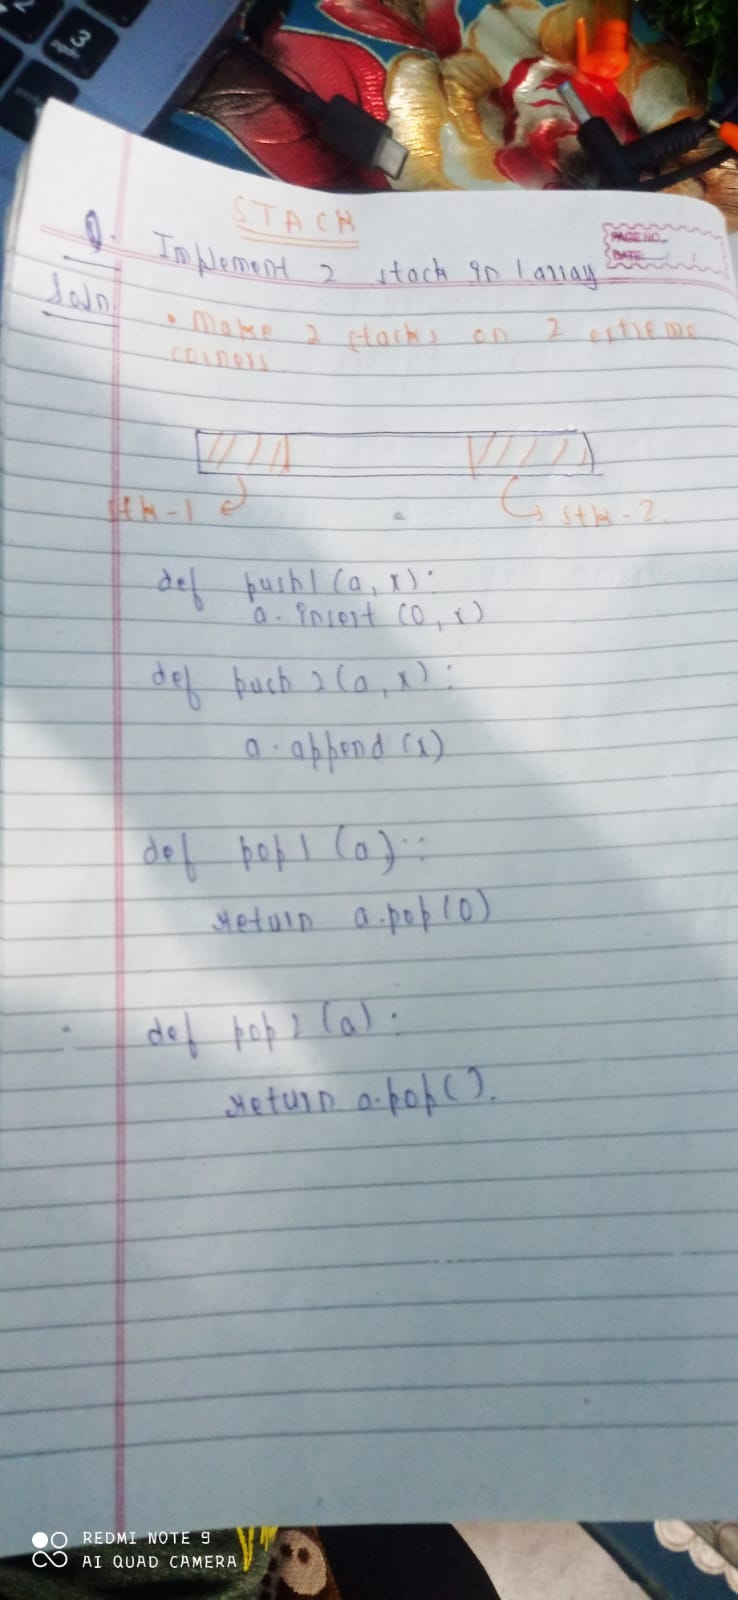 3
STACK
PAGE NO.
DATE
Q. Implement 2 stack in 1 array
Soln.
• Make 2 stacks on 2 extreme
corners.
stk-1
stk-2.
def push1(a, x):
a.insert(0, x)
def push2(a, x):
a.append(x)
def pop1(a)::
return a.pop(0)
def pop2(a):
return a.pop().
REDMI NOTE 9
AI QUAD CAMERA